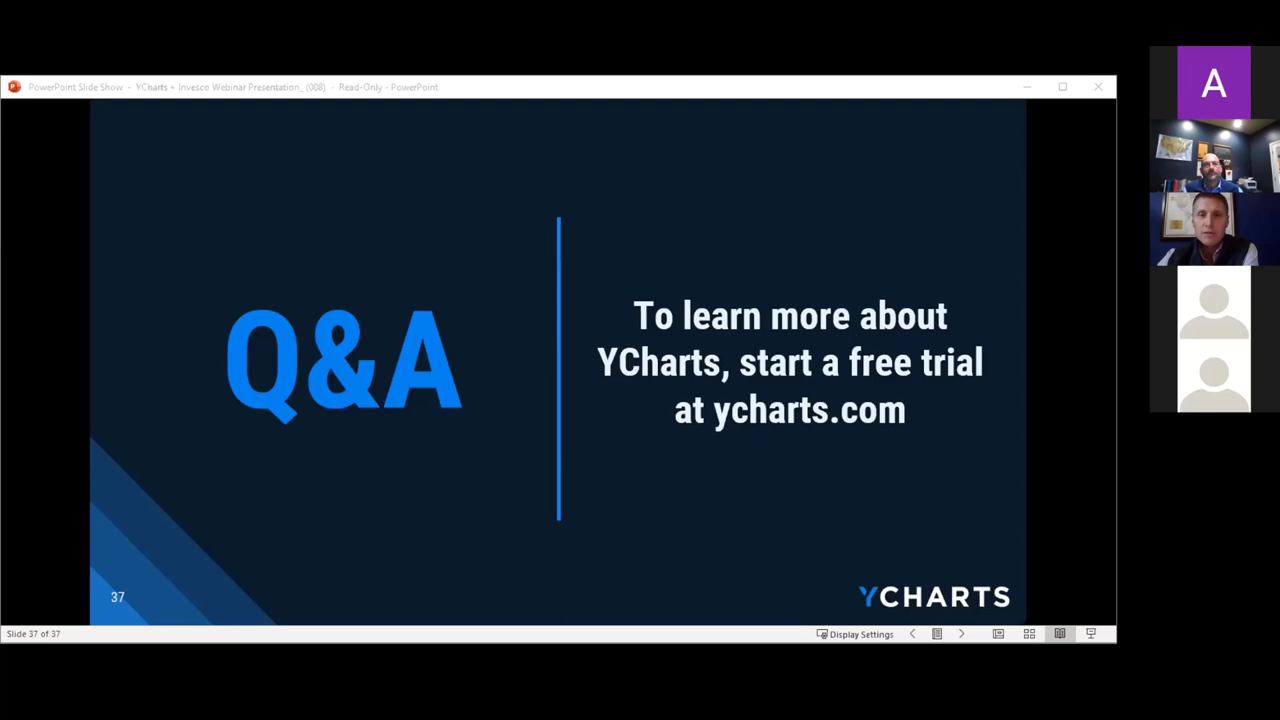 PowerPoint Slide Show - YCharts + Invesco Webinar Presentation_ (008) - Read-Only - PowerPoint
A
Q&A
To learn more about
YCharts, start a free trial
at ycharts.com
37
YCHARTS
Slide 37 of 37
Display Settings